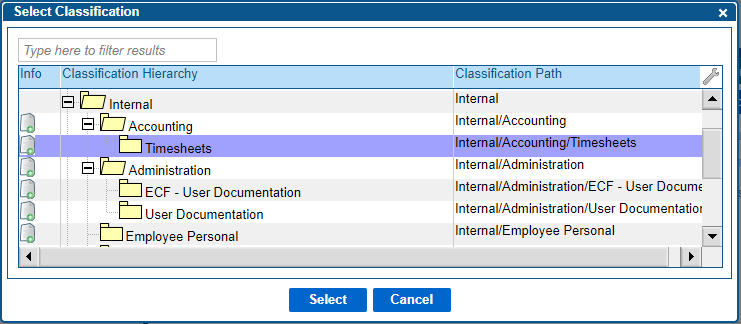 Select Classification
Type here to filter results
Info Classification Hierarchy Classification Path
Internal Internal
Accounting Internal/Accounting
Timesheets Internal/Accounting/Timesheets
Administration Internal/Administration
ECF - User Documentation Internal/Administration/ECF - User Docume
User Documentation Internal/Administration/User Documentation
Employee Personal Internal/Employee Personal
Select Cancel